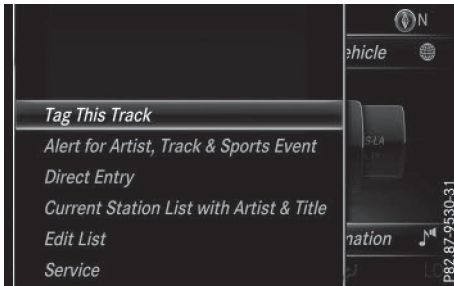 N
ehicle
Tag This Track
Alert for Artist, Track & Sports Event
Direct Entry
Current Station List with Artist & Title
Edit List
mation
Service
P82.87-9530-31